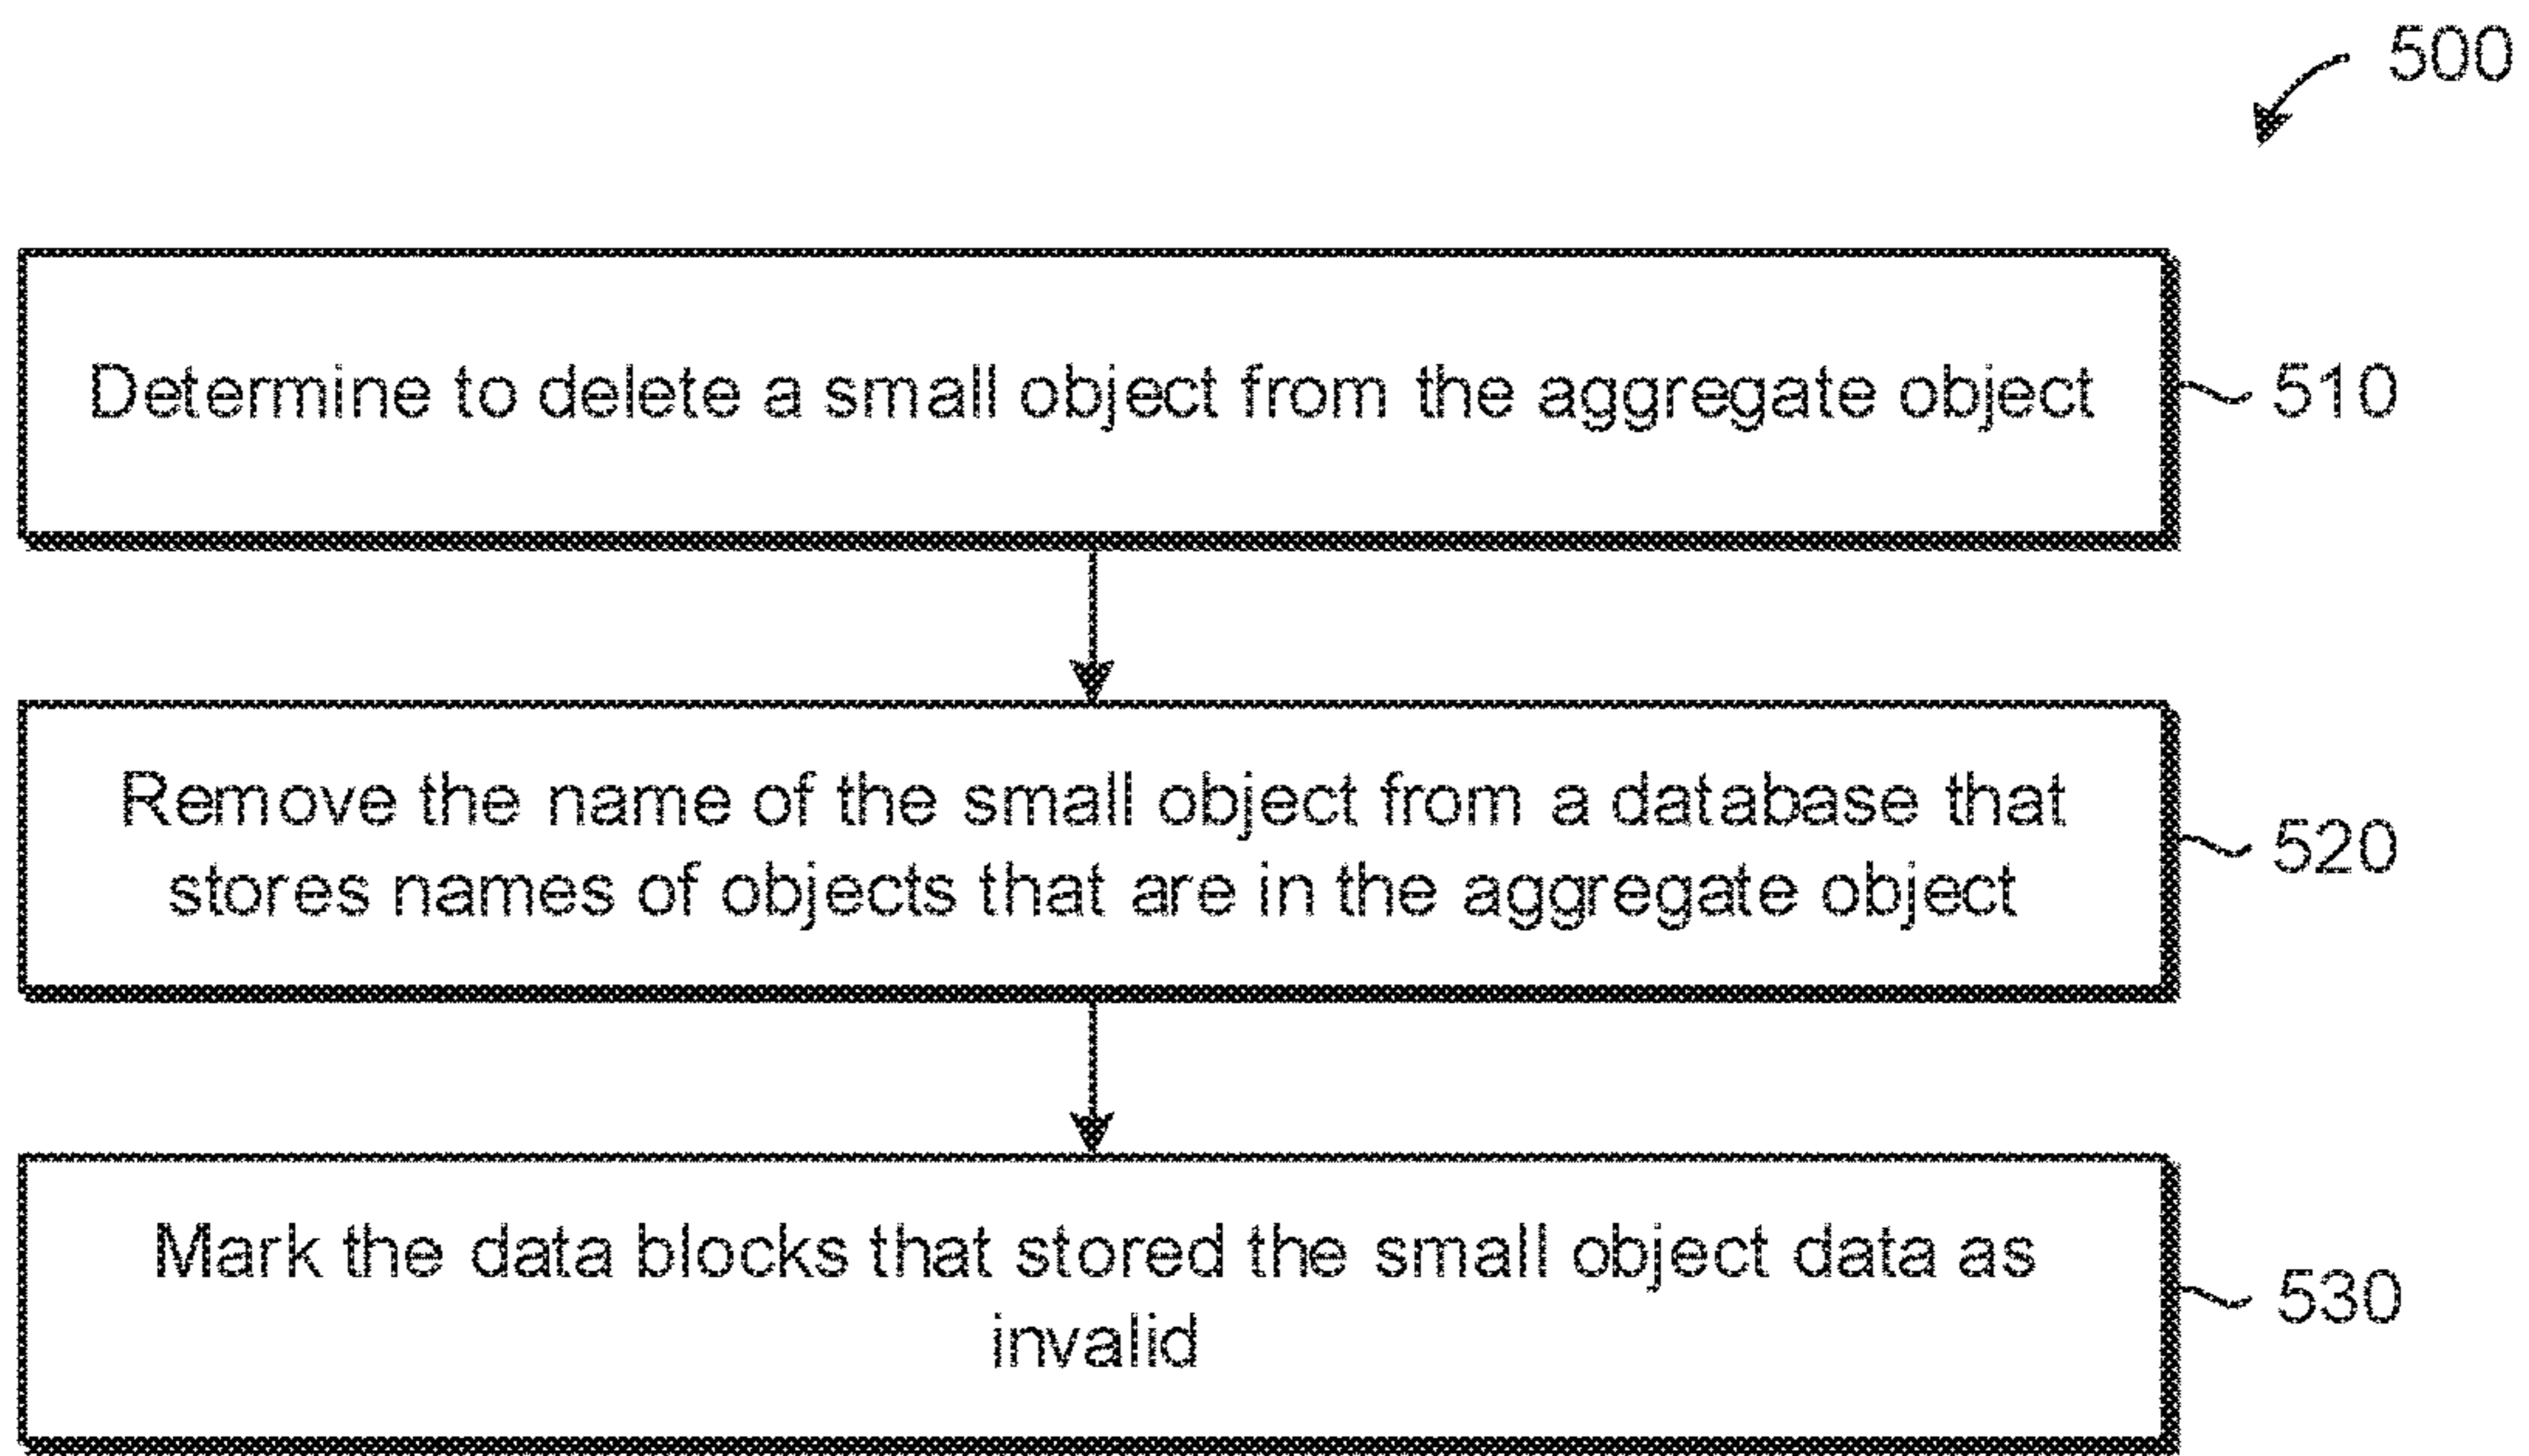 500
Determine to delete a small object from the aggregate object
510
Remove the name of the small object from a database that
stores names of objects that are in the aggregate object
520
Mark the data blocks that stored the small object data as
invalid
530